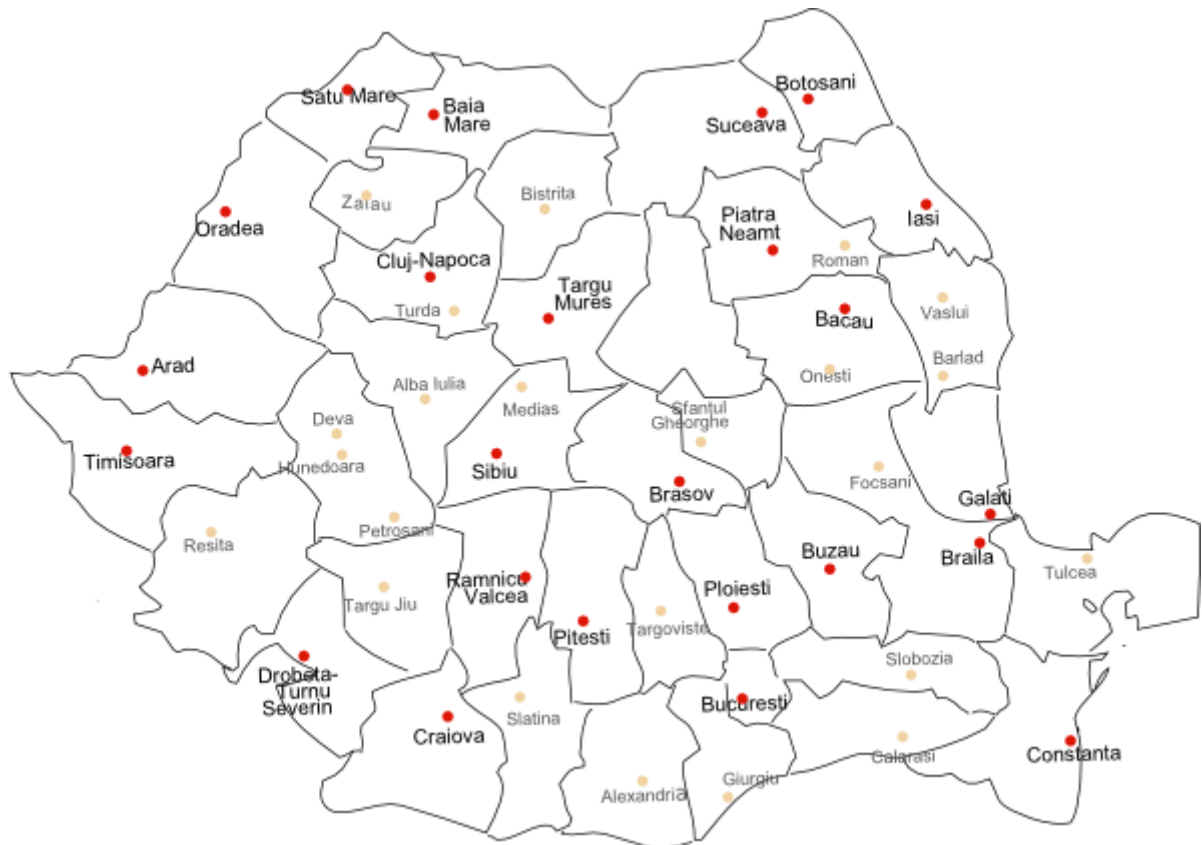 Botosani
Satu Mare
Baia
Mare
Suceava
Zalau
Bistrita
Oradea
Piatra
Neamt
Iasi
Roman
Cluj-Napoca
Targu
Mures
Turda
Vaslui
Bacau
Arad
Barlad
Onesti
Alba Iulia
Medias
Sfantul
Gheorghe
Deva
Timisoara
Hunedoara
Sibiu
Focsani
Brasov
Galati
Petrosani
Resita
Buzau
Braila
Tulcea
Ramnicu
Valcea
Ploiesti
Targu Jiu
Pitesti
Targoviste
Slobozia
Drobeta-
Turnu
Severin
Bucuresti
Slatina
Craiova
Calarasi
Constanta
Giurgiu
Alexandria